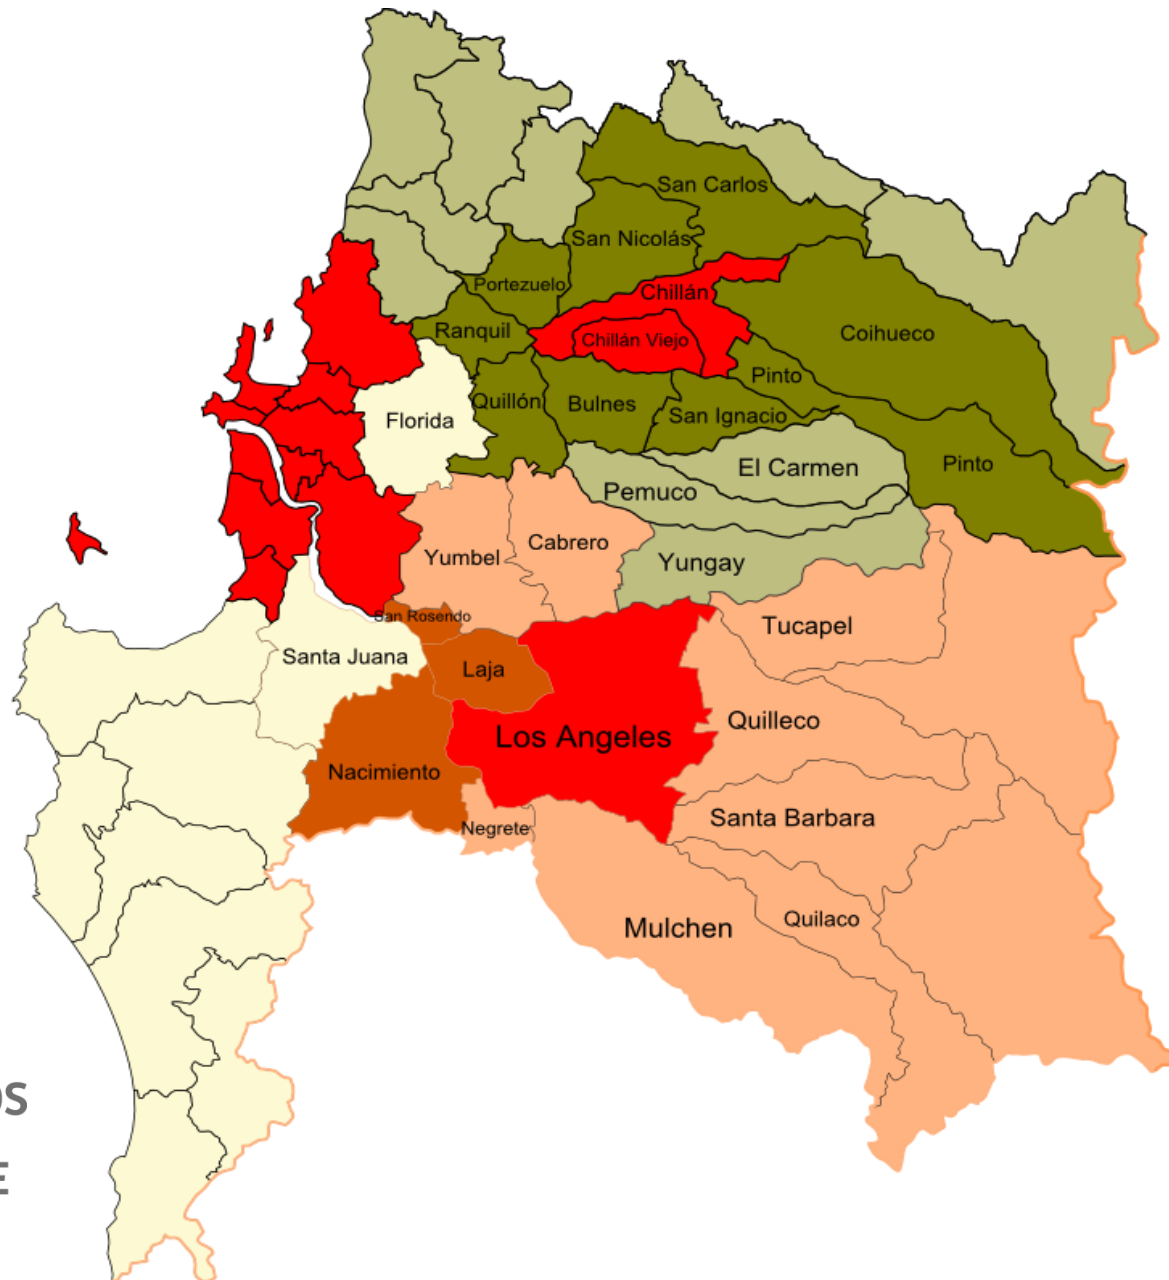 San Carlos
San Nicolás
Portezuelo
Chillán
Ranquil
Chillán Viejo
Coihueco
Pinto
Quillón
Bulnes
San Ignacio
Florida
El Carmen
Pinto
Pemuco
Yumbel
Cabrero
Yungay
San Rosendo
Tucapel
Santa Juana
Laja
Quilleco
Los Angeles
Nacimiento
Santa Barbara
Negrete
Mulchen
Quilaco
OS
E